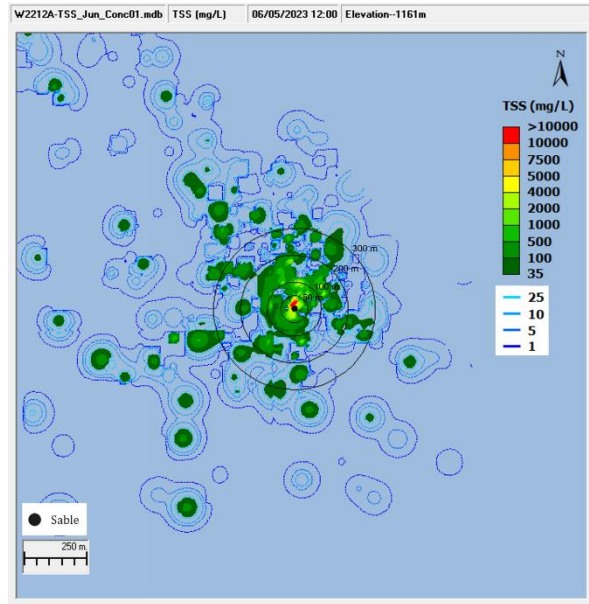 W2212A-TSS_Jun_Conc01.mdb TSS (mg/L) 06/05/2023 12:00 Elevation--1161m
N
TSS (mg/L)
>10000
10000
7500
5000
4000
2000
1000
500
100
35
25
10
5
1
300 m
200 m
100 m
50 m
Sable
250 m